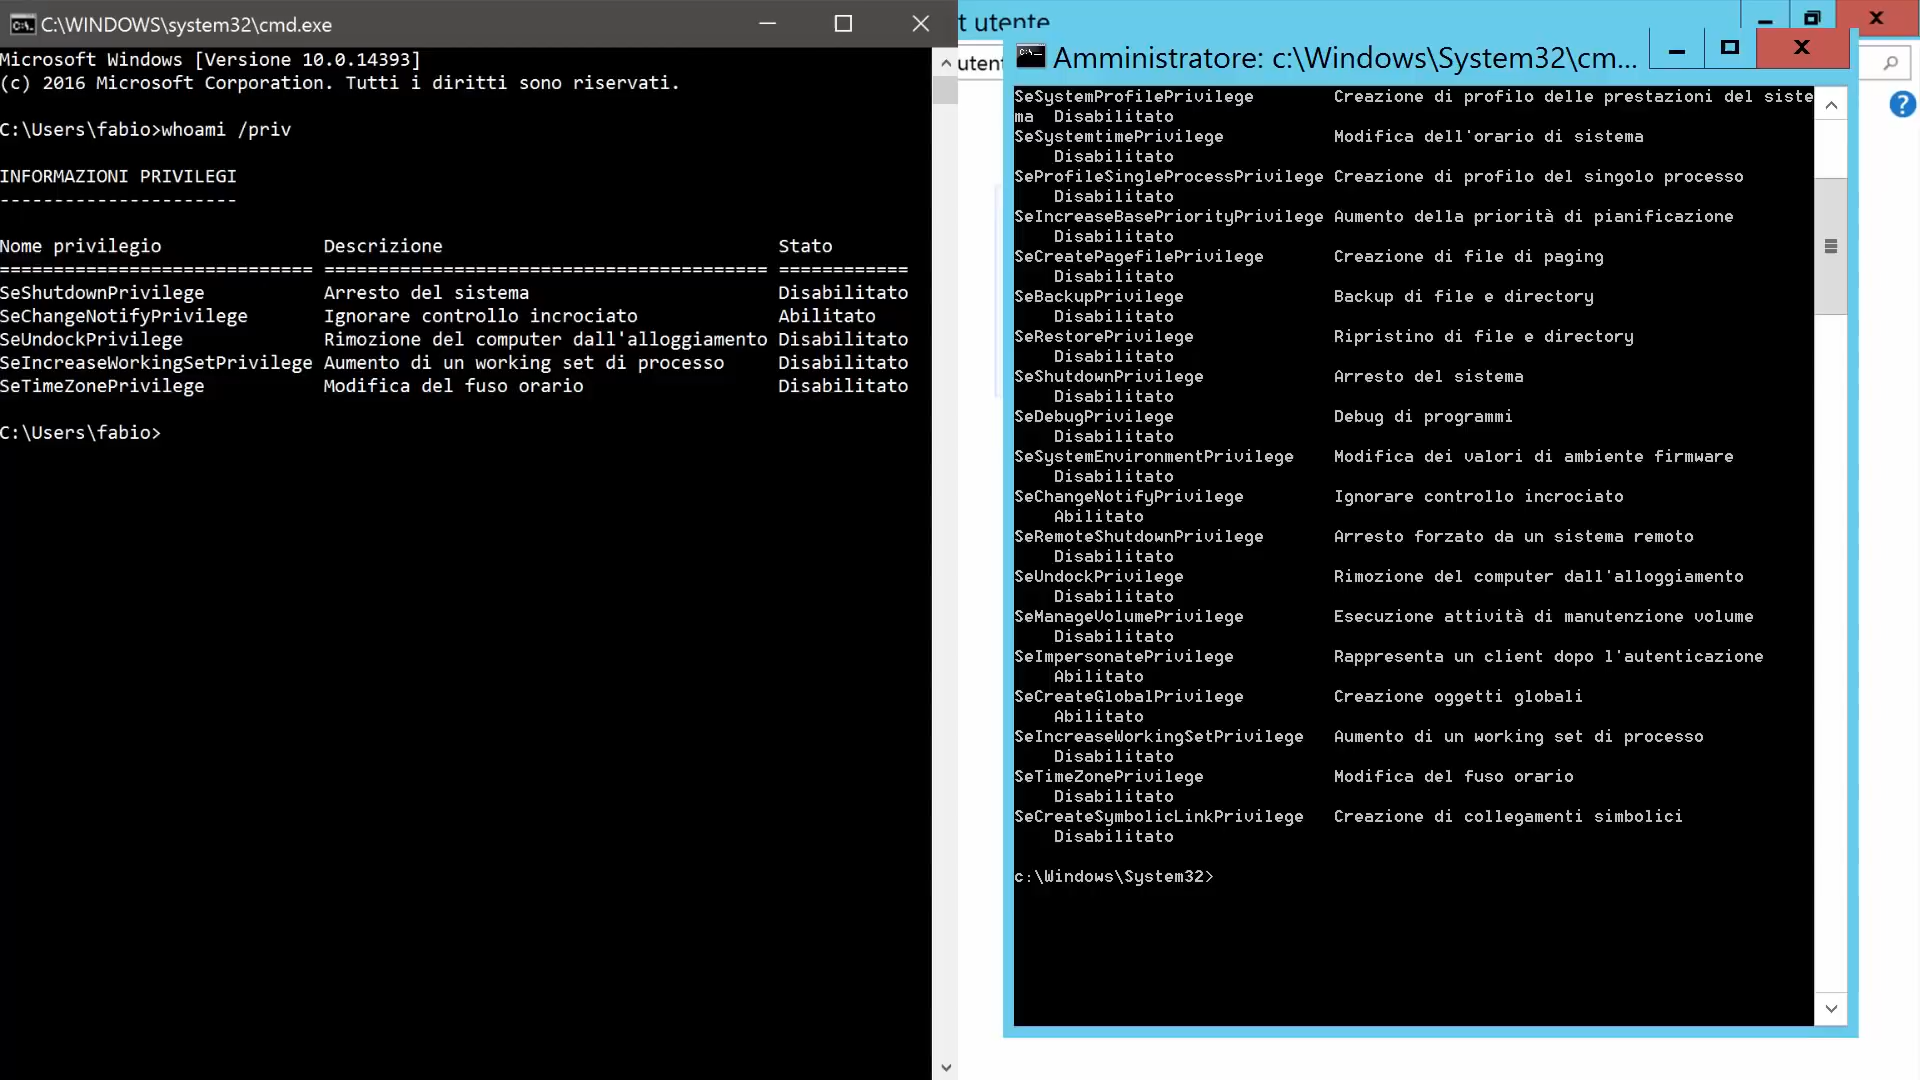 C:\WINDOWS\system32\cmd.exe
Microsoft Windows [Versione 10.0.14393]
(c) 2016 Microsoft Corporation. Tutti i diritti sono riservati.
C:\Users\fabio>whoami /priv
INFORMAZIONI PRIVILEGI
----------------------
Nome privilegio Descrizione Stato
============================= ========================================= ============
SeShutdownPrivilege Arresto del sistema Disabilitato
SeChangeNotifyPrivilege Ignorare controllo incrociato Abilitato
SeUndockPrivilege Rimozione del computer dall'alloggiamento Disabilitato
SeIncreaseWorkingSetPrivilege Aumento di un working set di processo Disabilitato
SeTimeZonePrivilege Modifica del fuso orario Disabilitato
C:\Users\fabio>
t utente
utent
Amministratore: c:\Windows\System32\cm...
SeSystemProfilePrivilege Creazione di profilo delle prestazioni del siste
ma Disabilitato
SeSystemtimePrivilege Modifica dell'orario di sistema
Disabilitato
SeProfileSingleProcessPrivilege Creazione di profilo del singolo processo
Disabilitato
SeIncreaseBasePriorityPrivilege Aumento della priorità di pianificazione
Disabilitato
SeCreatePagefilePrivilege Creazione di file di paging
Disabilitato
SeBackupPrivilege Backup di file e directory
Disabilitato
SeRestorePrivilege Ripristino di file e directory
Disabilitato
SeShutdownPrivilege Arresto del sistema
Disabilitato
SeDebugPrivilege Debug di programmi
Disabilitato
SeSystemEnvironmentPrivilege Modifica dei valori di ambiente firmware
Disabilitato
SeChangeNotifyPrivilege Ignorare controllo incrociato
Abilitato
SeRemoteShutdownPrivilege Arresto forzato da un sistema remoto
Disabilitato
SeUndockPrivilege Rimozione del computer dall'alloggiamento
Disabilitato
SeManageVolumePrivilege Esecuzione attività di manutenzione volume
Disabilitato
SeImpersonatePrivilege Rappresenta un client dopo l'autenticazione
Abilitato
SeCreateGlobalPrivilege Creazione oggetti globali
Abilitato
SeIncreaseWorkingSetPrivilege Aumento di un working set di processo
Disabilitato
SeTimeZonePrivilege Modifica del fuso orario
Disabilitato
SeCreateSymbolicLinkPrivilege Creazione di collegamenti simbolici
Disabilitato
c:\Windows\System32>